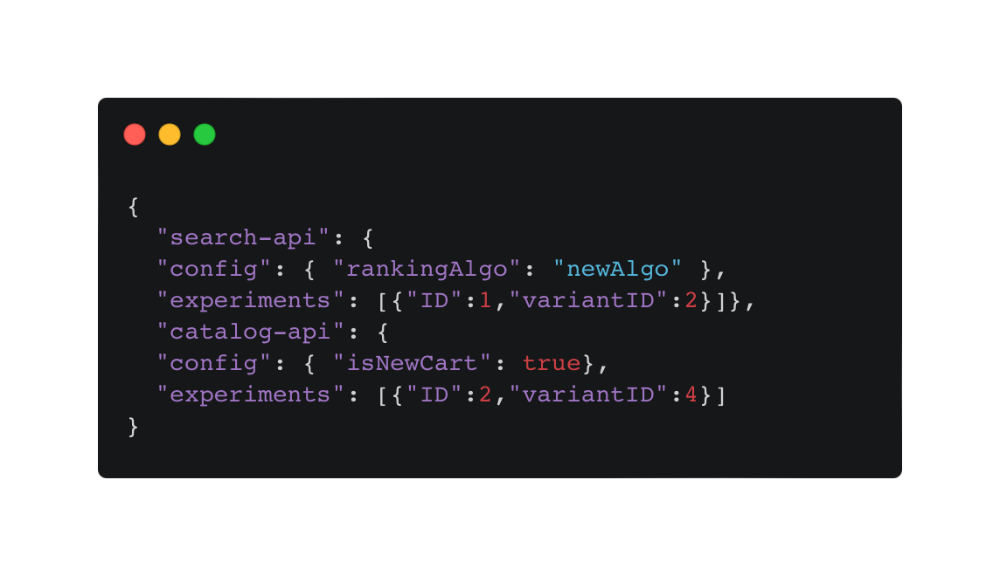 {
  "search-api": {
  "config": { "rankingAlgo": "newAlgo" },
  "experiments": [{"ID":1,"variantID":2}]},
  "catalog-api": {
  "config": { "isNewCart": true},
  "experiments": [{"ID":2,"variantID":4}]
}